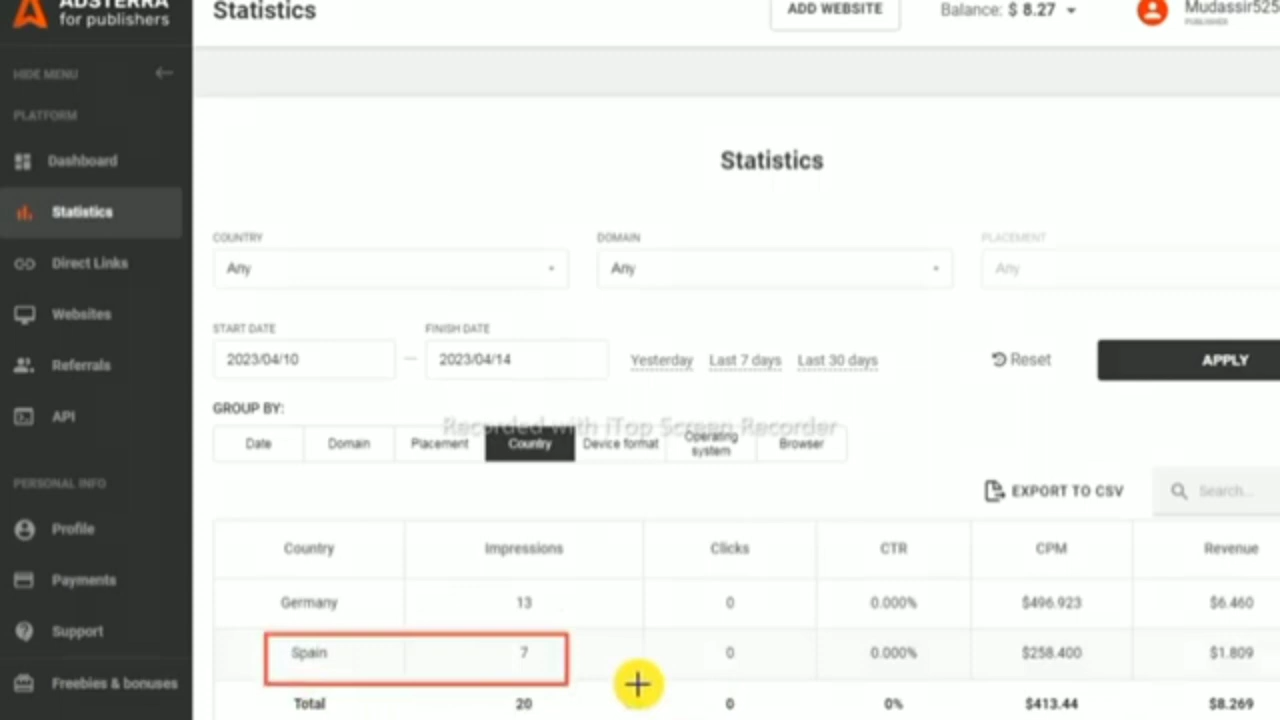 ADSTERRA
for publishers
Statistics
ADD WEBSITE
Balance: $ 8.27
Mudassir525
PUBLISHER
HIDE MENU
PLATFORM
Dashboard
Statistics
Direct Links
Websites
Referrals
API
PERSONAL INFO
Profile
Payments
Support
Freebies & bonuses
Statistics
COUNTRY DOMAIN PLACEMENT
Any Any Any
START DATE FINISH DATE
2023/04/10 — 2023/04/14 Yesterday Last 7 days Last 30 days Reset APPLY
GROUP BY:
Recorded with iTop Screen Recorder
Date Domain Placement Country Device format Operating system Browser
EXPORT TO CSV Search...
Country Impressions Clicks CTR CPM Revenue
Germany 13 0 0.000% $496.923 $6.460
Spain 7 0 0.000% $258.400 $1.809
Total 20 0 0% $413.44 $8.269